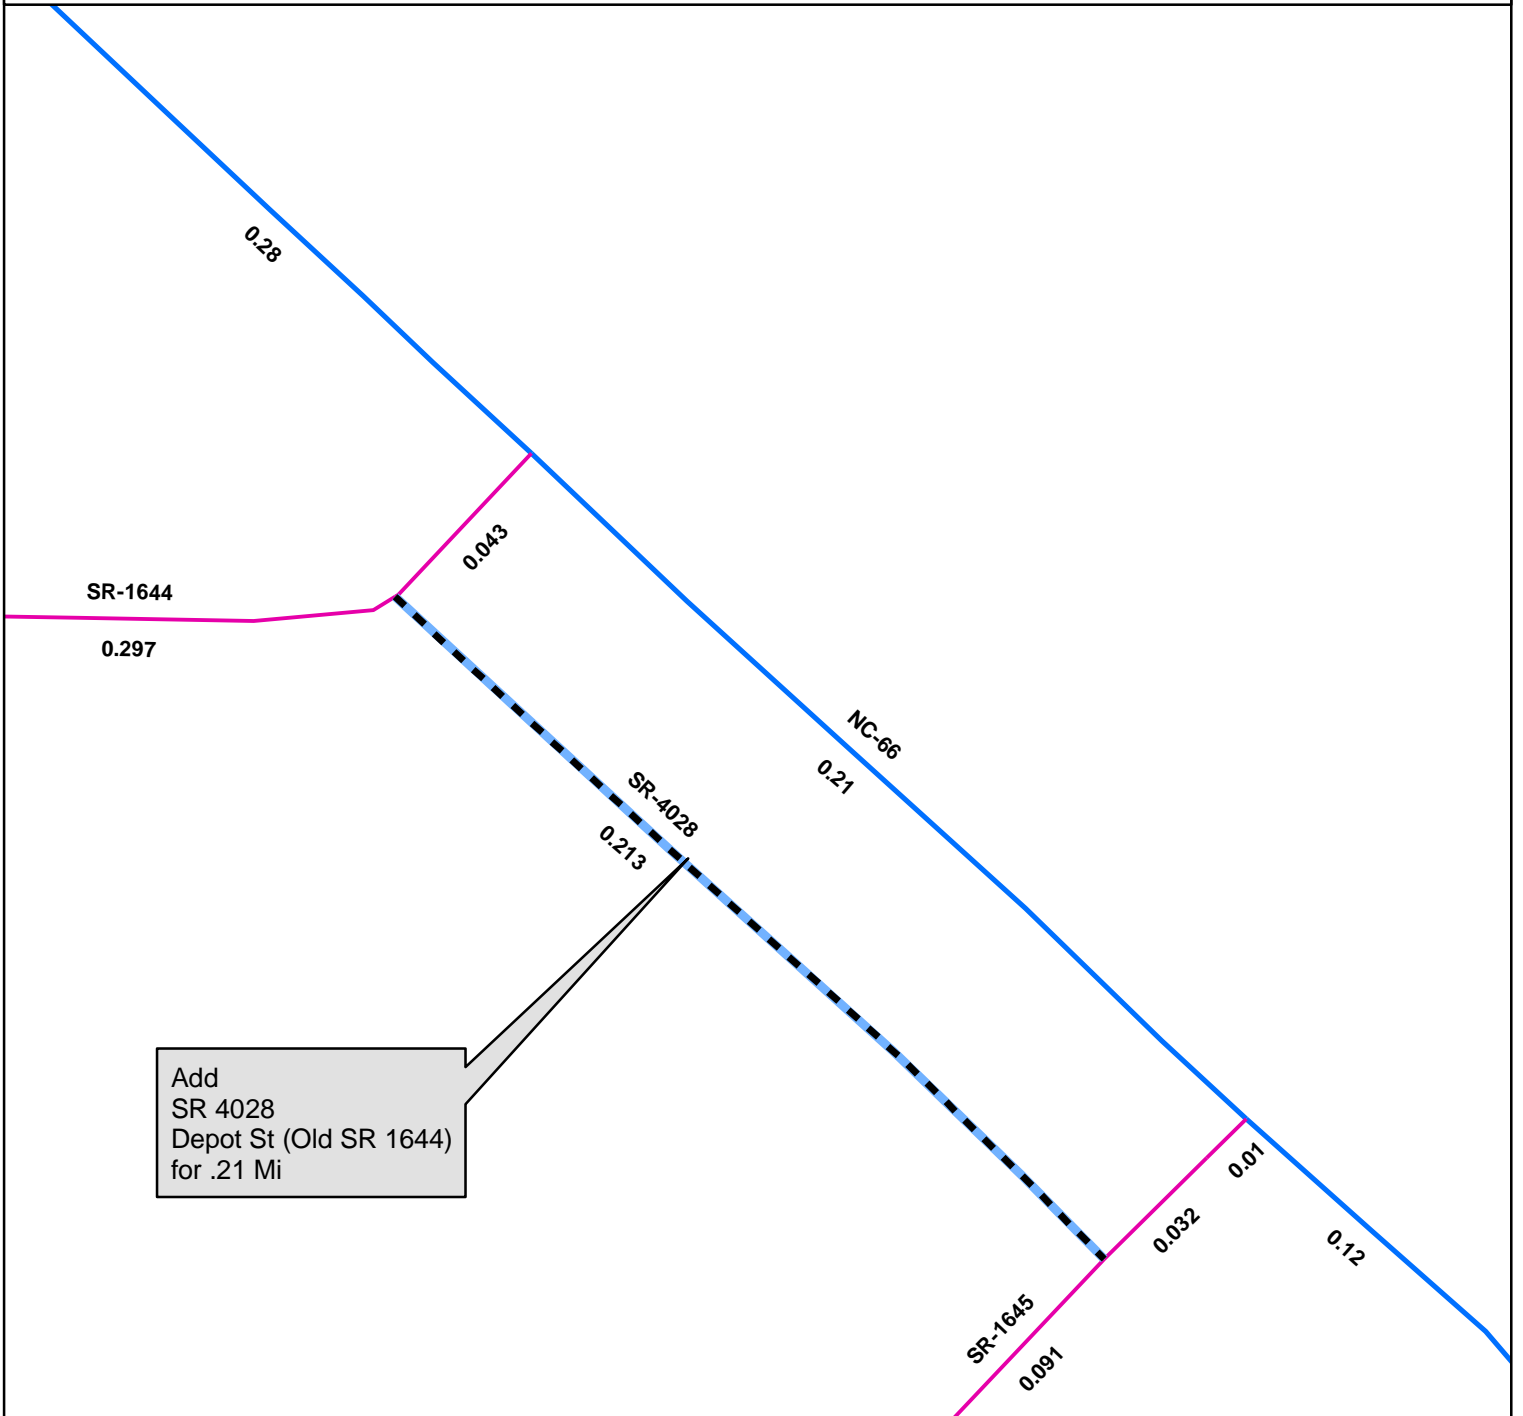 0.28
0.043
SR-1644
0.297
NC-66
0.21
SR-4028
0.213
Add
SR 4028
Depot St (Old SR 1644)
for .21 Mi
0.01
0.032
0.12
SR-1645
0.091